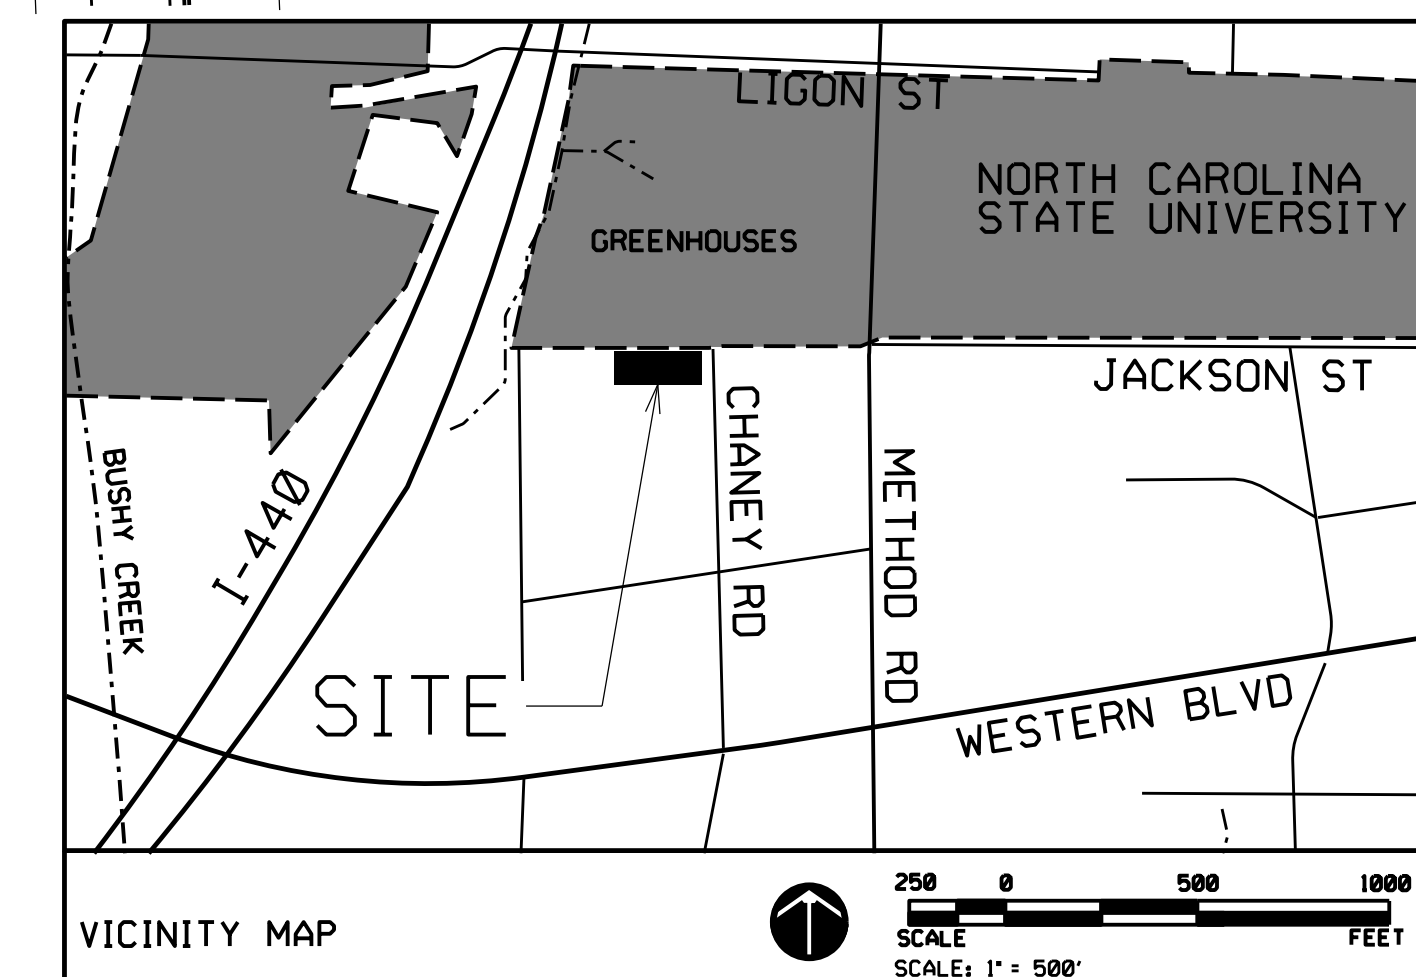 LIGON ST
NORTH CAROLINA
STATE UNIVERSITY
GREENHOUSES
JACKSON ST
CHANEY RD
METHOD RD
BUSHY CREEK
I-440
SITE
WESTERN BLVD
250 0 500 1000
SCALE FEET
SCALE: 1" = 500'
VICINITY MAP